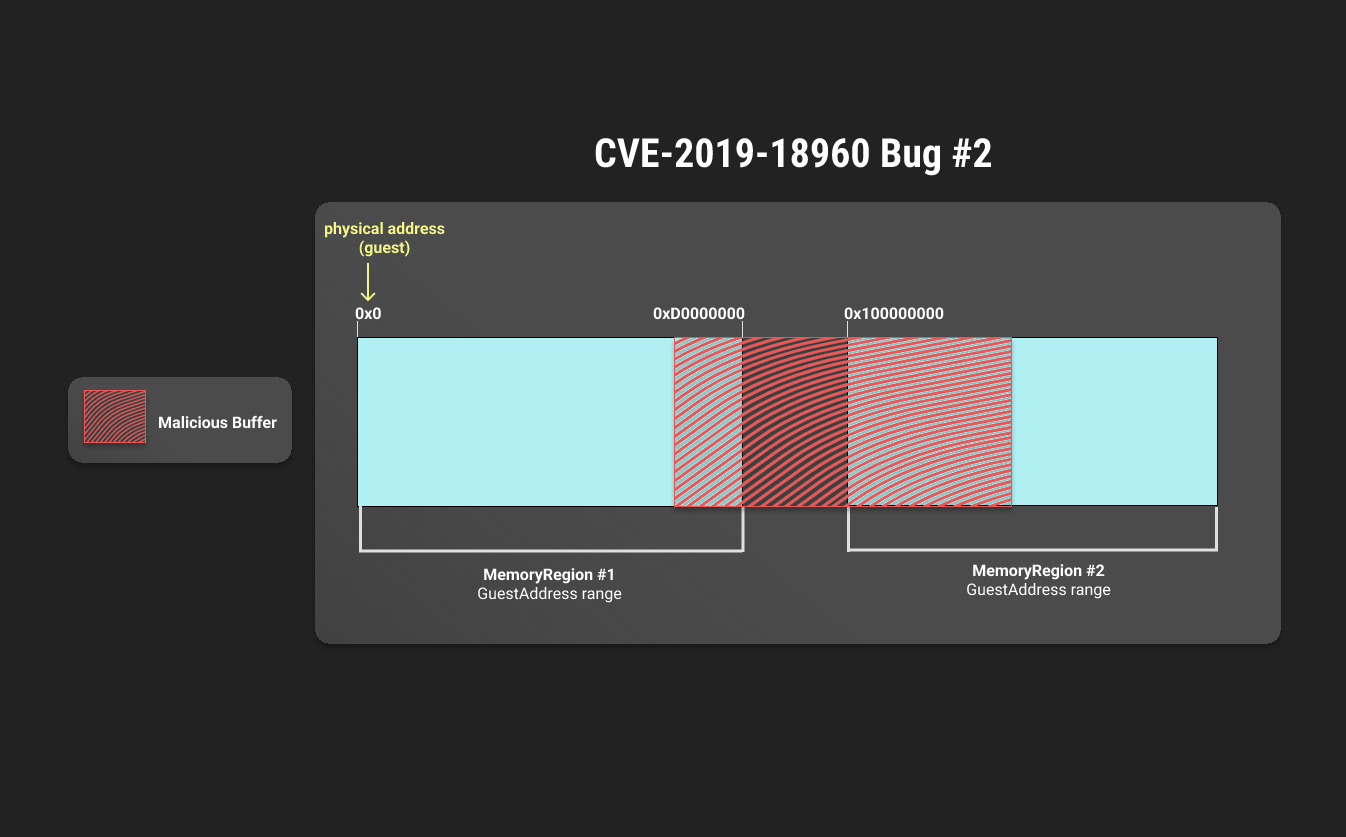 CVE-2019-18960 Bug #2
physical address
(guest)
0x0
0xD0000000
0x100000000
Malicious Buffer
MemoryRegion #1
GuestAddress range
MemoryRegion #2
GuestAddress range